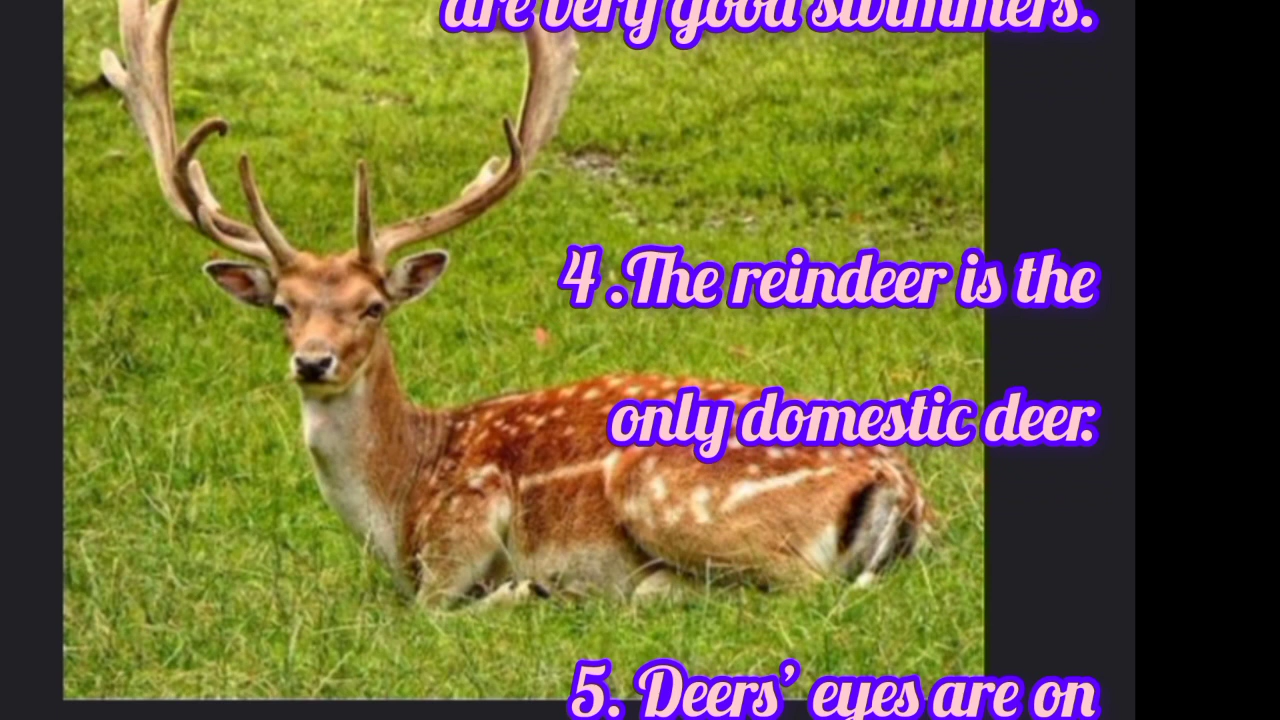 are very good swimmers.
4 .The reindeer is the
only domestic deer.
5. Deers’ eyes are on